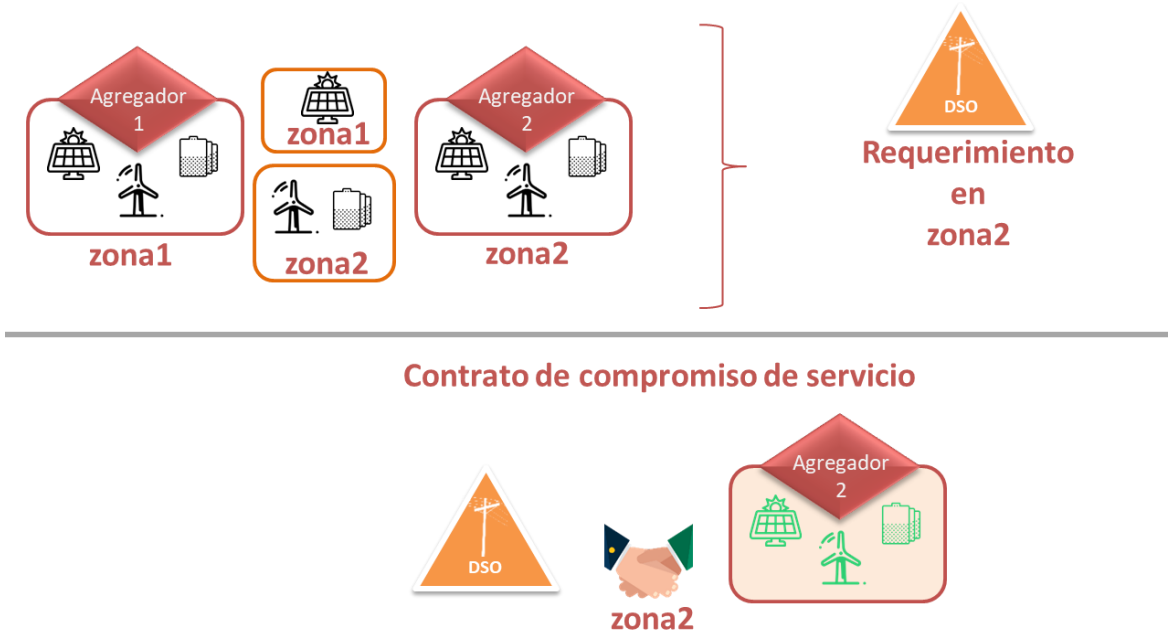 Agregador
1
zona1
zona1
zona2
Agregador
2
zona2
DSO
Requerimiento
en
zona2
Contrato de compromiso de servicio
DSO
zona2
Agregador
2